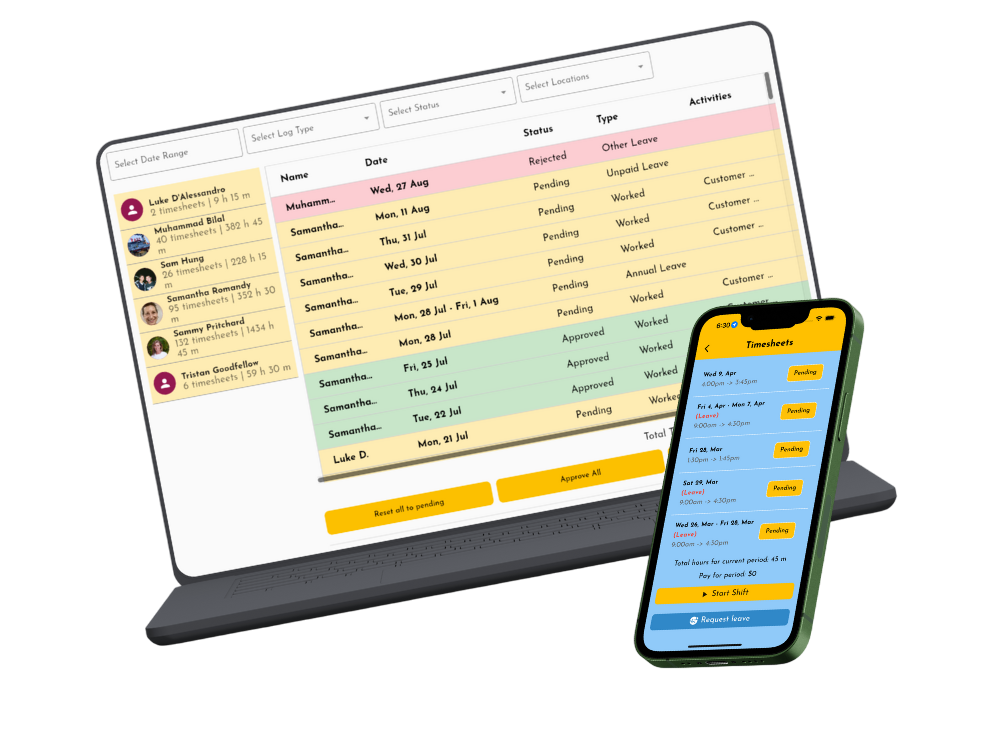 Select Date Range
Select Log Type
Select Status
Select Locations
Luke D'Alessandro
2 timesheets | 9 h 15 m
Muhammad Bilal
40 timesheets | 382 h 45
m
Sam Hung
26 timesheets | 228 h 15
m
Samantha Romandy
95 timesheets | 352 h 30
m
Sammy Pritchard
132 timesheets | 1434 h
45 m
Tristan Goodfellow
6 timesheets | 59 h 30 m
Name Date Status Type Activities
Muhamm... Wed, 27 Aug Rejected Other Leave
Samantha... Mon, 11 Aug Pending Unpaid Leave
Samantha... Thu, 31 Jul Pending Worked Customer ...
Samantha... Wed, 30 Jul Pending Worked Customer ...
Samantha... Tue, 29 Jul Pending Worked Customer ...
Samantha... Mon, 28 Jul - Fri, 1 Aug Pending Annual Leave
Samantha... Mon, 28 Jul Pending Worked Customer ...
Samantha... Fri, 25 Jul Approved Worked Customer ...
Samantha... Thu, 24 Jul Approved Worked
Samantha... Tue, 22 Jul Approved Worked
Luke D. Mon, 21 Jul Pending Worked
Total
Reset all to pending
Approve All
6:30
Timesheets
Wed 9, Apr
4:00pm -> 3:45pm
Pending
Fri 4, Apr - Mon 7, Apr
(Leave)
9:00am -> 4:30pm
Pending
Fri 28, Mar
1:30pm -> 1:45pm
Pending
Sat 29, Mar
(Leave)
9:00am -> 4:30pm
Pending
Wed 26, Mar - Fri 28, Mar
(Leave)
9:00am -> 4:30pm
Pending
Total hours for current period: 45 m
Pay for period: $0
Start Shift
Request leave